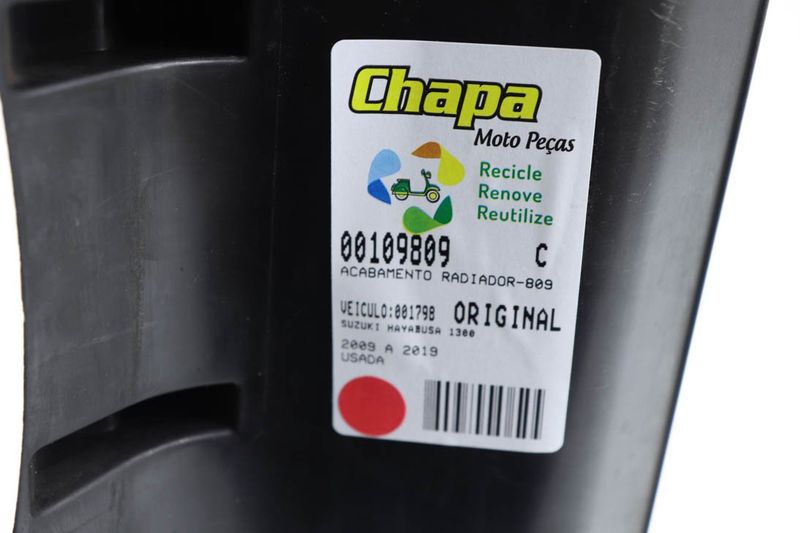 Chapa
Moto Peças
Recicle
Renove
Reutilize
00109809 C
ACABAMENTO RADIADOR-809
VEICULO:001798 ORIGINAL
SUZUKI HAYABUSA 1300
2009 A 2019
USADA